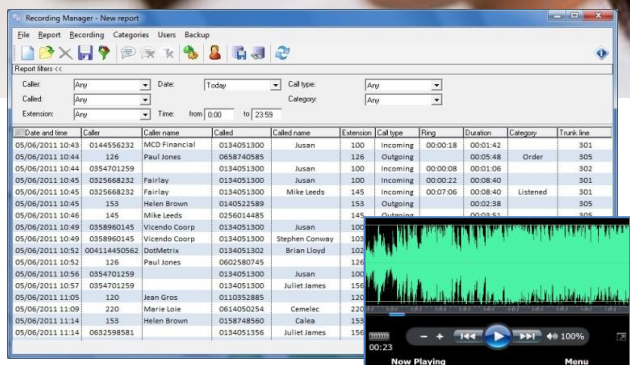 Recording Manager - New report
File Report Recording Categories Users Backup
Report filters <<
Caller: Any Date: Today Call type: Any
Called: Any Category: Any
Extension: Any Time: from 0:00 to 23:59
Date and time Caller Caller name Called Called name Extension Call type Ring Duration Category Trunk line
05/06/2011 10:43 0144556232 MCD Financial 0134051300 Jusan 100 Incoming 00:00:18 00:01:42 301
05/06/2011 10:44 126 Paul Jones 0658740585 126 Outgoing 00:05:48 Order 305
05/06/2011 10:44 0354701259 0134051300 Jusan 100 Incoming 00:00:08 00:01:06 302
05/06/2011 10:45 0325668232 Fairlay 0134051300 Jusan 100 Incoming 00:00:22 00:08:40 301
05/06/2011 10:45 0325668232 Fairlay 0134051300 Mike Leeds 145 Incoming 00:07:06 00:08:40 Listened 301
05/06/2011 10:45 153 Helen Brown 0140522589 153 Outgoing 00:02:38 305
05/06/2011 10:46 145 Mike Leeds 0256014485 145 Outgoing 00:03:51 305
05/06/2011 10:49 0358960145 Vicendo Coorp 0134051300 Jusan 100
05/06/2011 10:49 0358960145 Vicendo Coorp 0134051300 Stephen Conway 103
05/06/2011 10:52 004114450562 DotMetrix 0134051302 Brian Lloyd 102
05/06/2011 10:52 126 Paul Jones 0602580745 126
05/06/2011 10:56 0354701259 0134051300 Jusan 100
05/06/2011 10:57 0354701259 0134051300 Juliet James 156
05/06/2011 11:05 120 Jean Gros 0110352885 120
05/06/2011 11:09 220 Marie Loie 0614050254 Cemelec 220
05/06/2011 11:14 153 Helen Brown 0158748560 Calea 153
05/06/2011 11:14 0632598581 0134051356 Juliet James 156
100%
00:23
Now Playing Menu